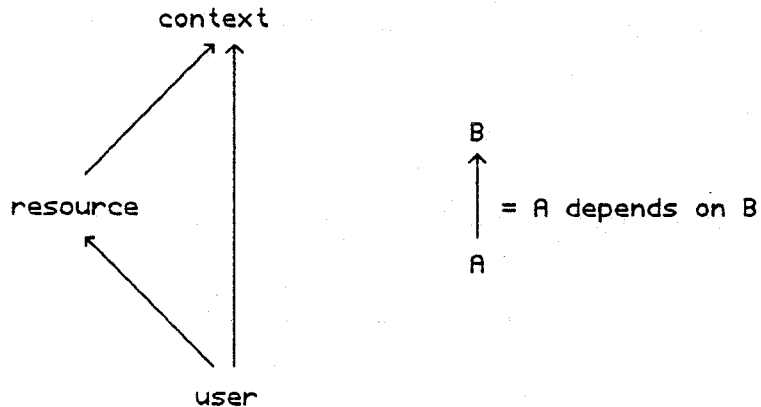 context
resource
user
B
= A depends on B
A